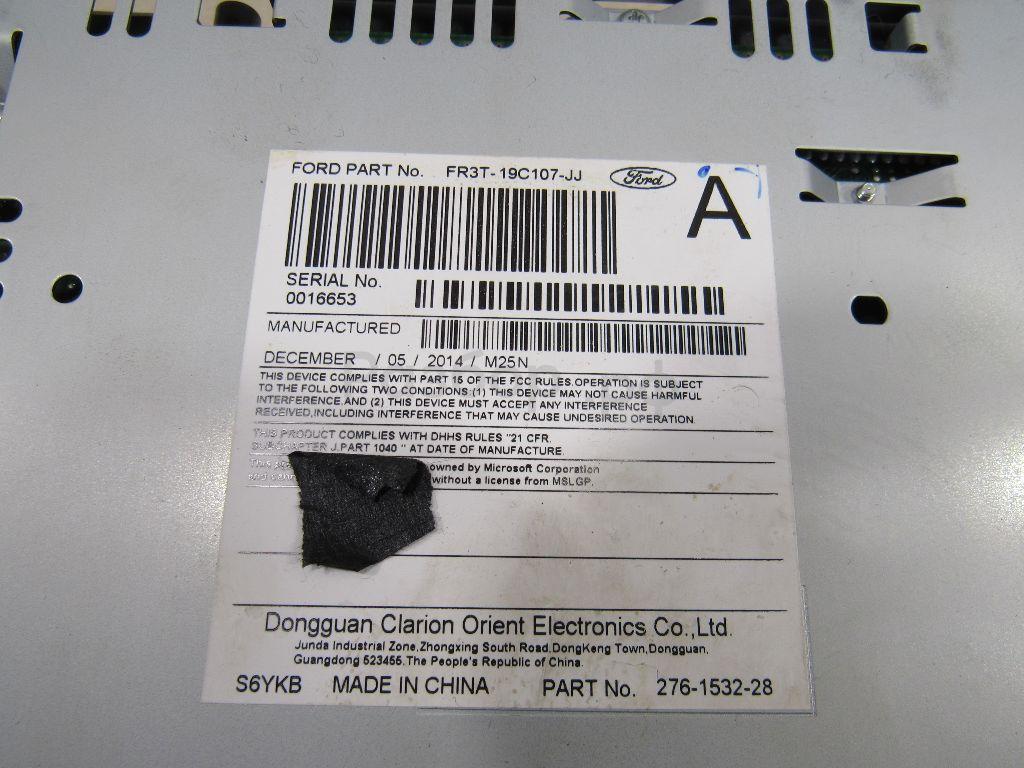 FORD PART No. FR3T-19C107-JJ Ford A
SERIAL No.
0016653
MANUFACTURED
DECEMBER / 05 / 2014 / M25N
THIS DEVICE COMPLIES WITH PART 15 OF THE FCC RULES.OPERATION IS SUBJECT
TO THE FOLLOWING TWO CONDITIONS:(1) THIS DEVICE MAY NOT CAUSE HARMFUL
INTERFERENCE,AND (2) THIS DEVICE MUST ACCEPT ANY INTERFERENCE
RECEIVED,INCLUDING INTERFERENCE THAT MAY CAUSE UNDESIRED OPERATION.
THIS PRODUCT COMPLIES WITH DHHS RULES "21 CFR.
SUBCHAPTER J,PART 1040 " AT DATE OF MANUFACTURE.
This owned by Microsoft Corporation
and without a license from MSLGP.
Dongguan Clarion Orient Electronics Co.,Ltd.
Junda Industrial Zone,Zhongxing South Road,DongKeng Town,Dongguan,
Guangdong 523455,The People's Republic of China.
S6YKB MADE IN CHINA PART No. 276-1532-28